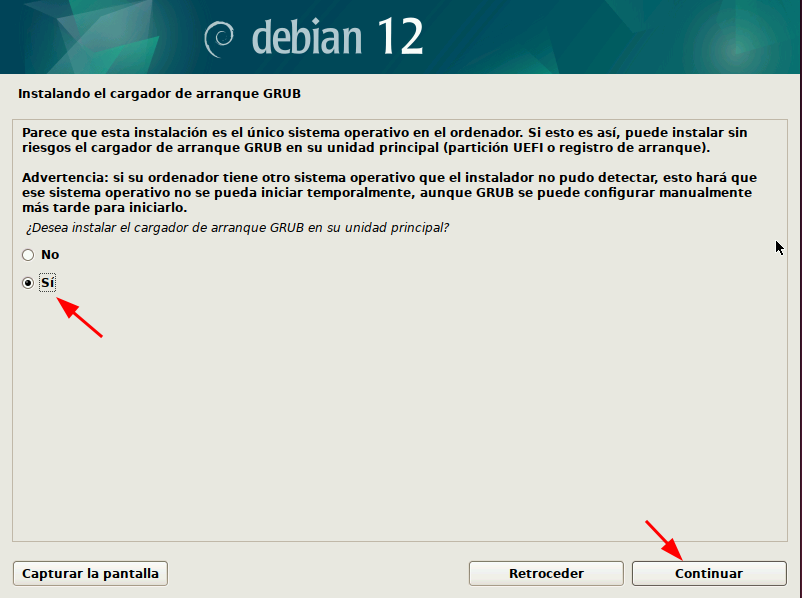 debian 12
Instalando el cargador de arranque GRUB
Parece que esta instalación es el único sistema operativo en el ordenador. Si esto es así, puede instalar sin
riesgos el cargador de arranque GRUB en su unidad principal (partición UEFI o registro de arranque).
Advertencia: si su ordenador tiene otro sistema operativo que el instalador no pudo detectar, esto hará que
ese sistema operativo no se pueda iniciar temporalmente, aunque GRUB se puede configurar manualmente
más tarde para iniciarlo.
¿Desea instalar el cargador de arranque GRUB en su unidad principal?
No
Sí
Capturar la pantalla
Retroceder
Continuar